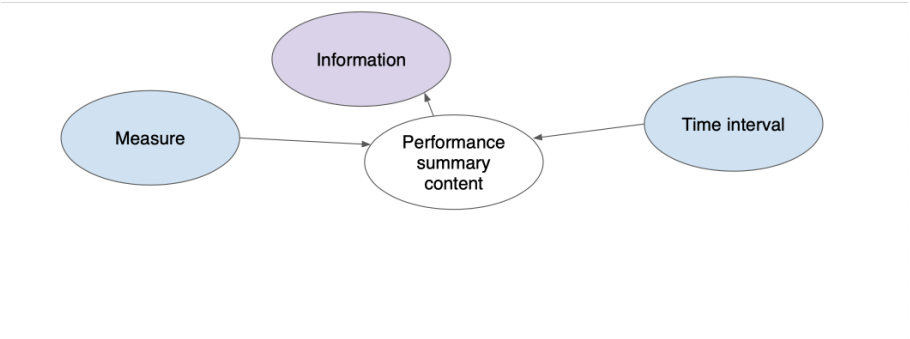 Information
Measure
Time interval
Performance
summary
content